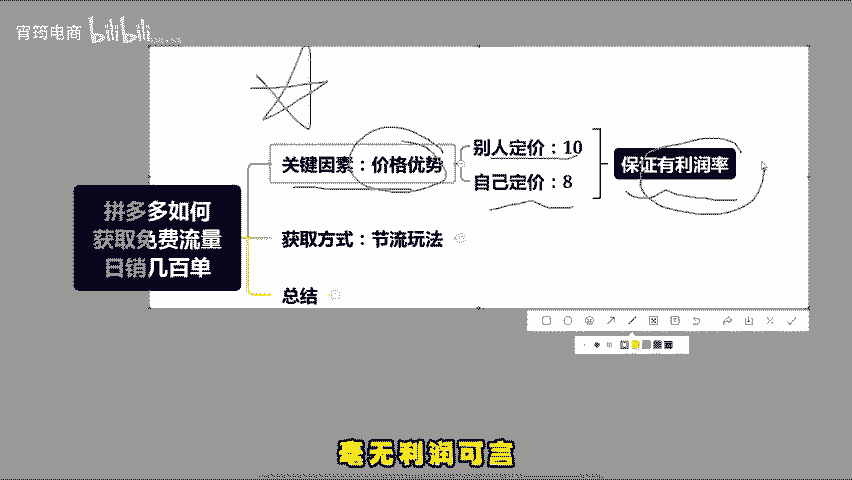 宵筠电商 bilibili
关键因素：价格优势
别人定价：10
自己定价：8
保证有利润率
拼多多如何
获取免费流量
日销几百单
获取方式：节流玩法
总结
毫无利润可言